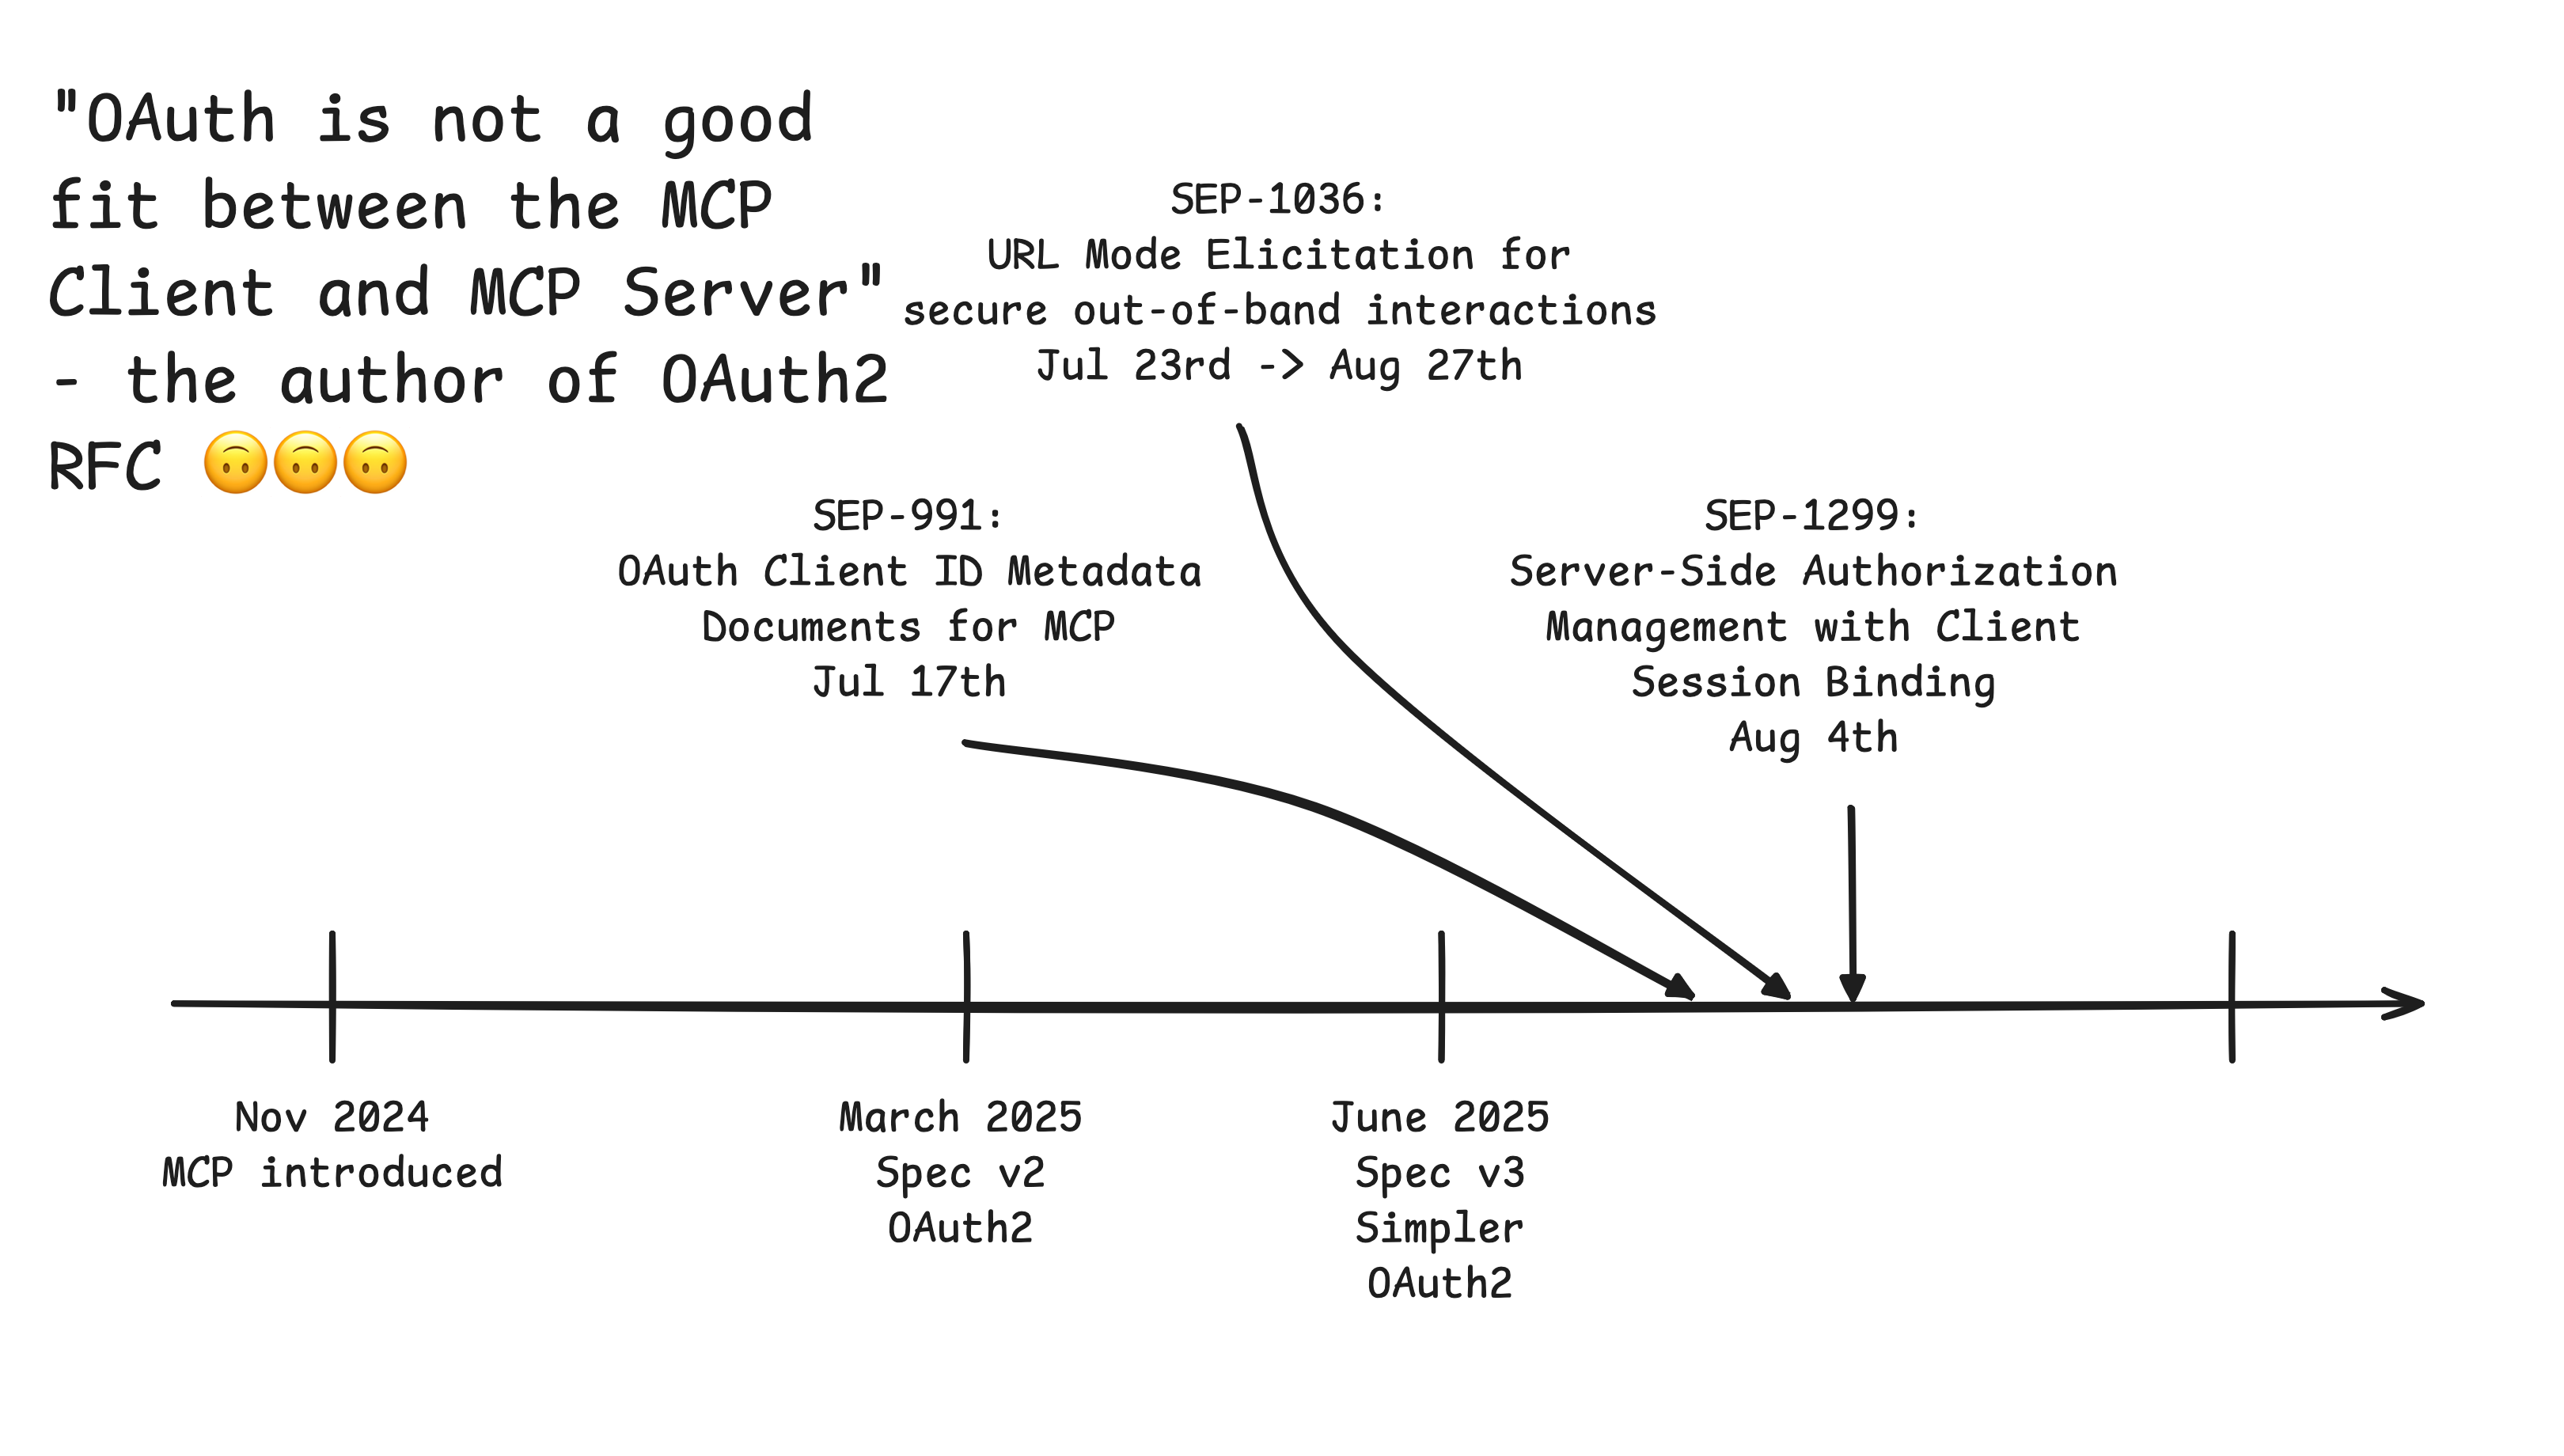 "OAuth is not a good
fit between the MCP
Client and MCP Server"
- the author of OAuth2
RFC 🙃🙃🙃
SEP-1036:
URL Mode Elicitation for
secure out-of-band interactions
Jul 23rd -> Aug 27th
SEP-991:
OAuth Client ID Metadata
Documents for MCP
Jul 17th
SEP-1299:
Server-Side Authorization
Management with Client
Session Binding
Aug 4th
Nov 2024
MCP introduced
March 2025
Spec v2
OAuth2
June 2025
Spec v3
Simpler
OAuth2